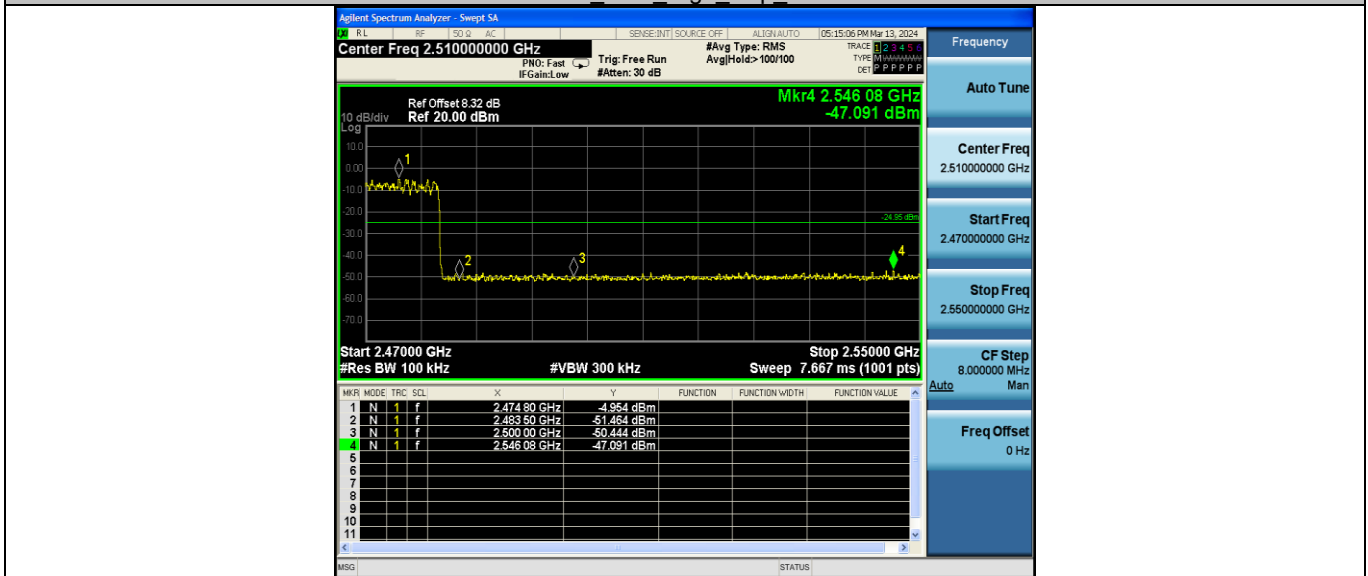 Agilent Spectrum Analyzer - Swept SA
RL RF 50 Ω AC SENSE:INT SOURCE OFF ALIGN AUTO 05:15:06 PM Mar 13, 2024
Center Freq 2.510000000 GHz
PNO: Fast
IFGain:Low
Trig: Free Run
#Atten: 30 dB
#Avg Type: RMS
Avg|Hold:>100/100
TRACE 1 2 3 4 5 6
TYPE M
DET P P P P P P
Mkr4 2.546 08 GHz
-47.091 dBm
Ref Offset 8.32 dB
10 dB/div Ref 20.00 dBm
Log
10.0
0.00
-10.0
-20.0
-30.0
-40.0
-50.0
-60.0
-70.0
-24.95 dBm
1
2
3
4
Start 2.47000 GHz Stop 2.55000 GHz
#Res BW 100 kHz #VBW 300 kHz Sweep 7.667 ms (1001 pts)
MKR MODE TRC SCL X Y FUNCTION FUNCTION WIDTH FUNCTION VALUE
1 N 1 f 2.474 80 GHz -4.954 dBm
2 N 1 f 2.483 50 GHz -51.464 dBm
3 N 1 f 2.500 00 GHz -50.444 dBm
4 N 1 f 2.546 08 GHz -47.091 dBm
5
6
7
8
9
10
11
MSG STATUS
Frequency
Auto Tune
Center Freq
2.510000000 GHz
Start Freq
2.470000000 GHz
Stop Freq
2.550000000 GHz
CF Step
8.000000 MHz
Auto Man
Freq Offset
0 Hz